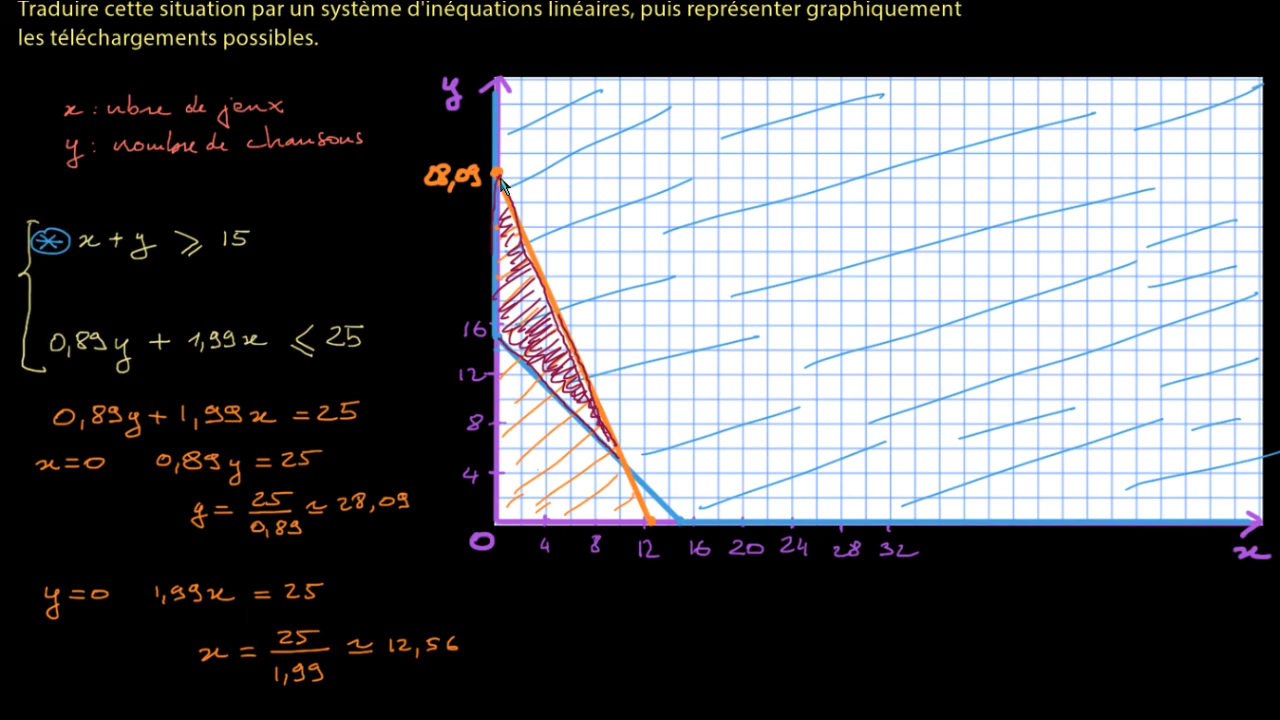 Traduire cette situation par un système d'inéquations linéaires, puis représenter graphiquement
les téléchargements possibles.
x : nbre de jeux
y : nombre de chansons
* x + y ⩾ 15
0,89y + 1,99x ⩽ 25
0,89y + 1,99x = 25
x=0 0,89y = 25
y = 25/0,89 ≃ 28,09
y=0 1,99x = 25
x = 25/1,99 ≃ 12,56
y
28,09
16
12
8
4
0 4 8 12 16 20 24 28 32 x